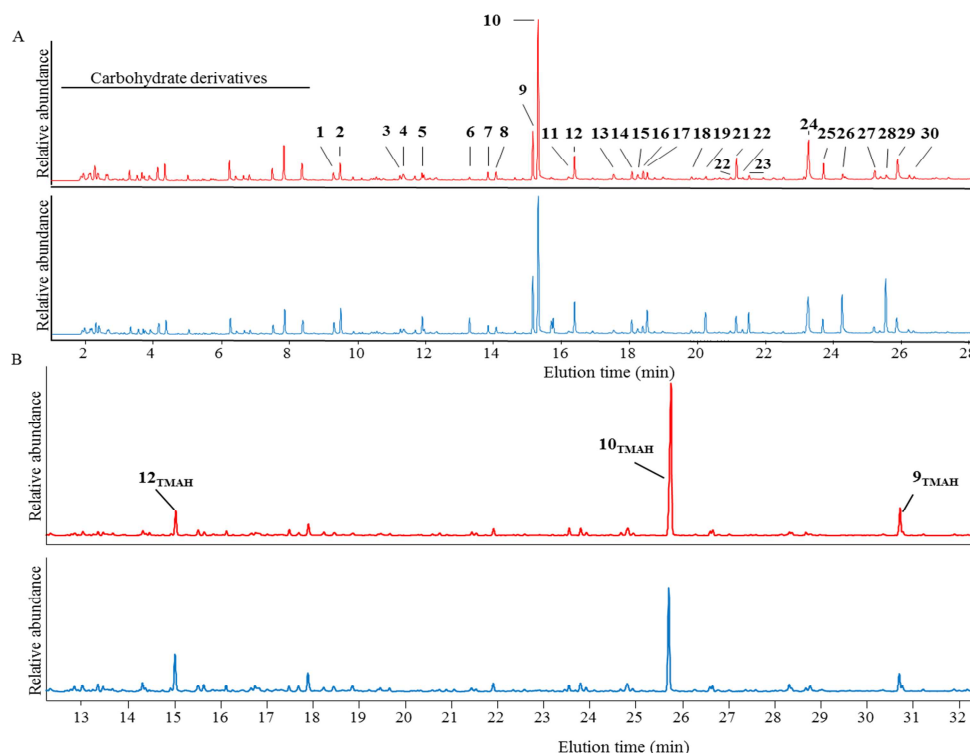 A
10
Carbohydrate derivatives
9
1 2 3 4 5 6 7 8 11 12 13 14 15 16 17 18 19 21 22 24 25 26 27 28 29 30
22 23
Relative abundance
Relative abundance
2 4 6 8 10 12 14 16 18 20 22 24 26 28
Elution time (min)
B
10TMAH
12TMAH
9TMAH
Relative abundance
Relative abundance
13 15 16 17 18 19 20 21 22 23 24 25 26 27 28 29 30 31 32
Elution time (min)